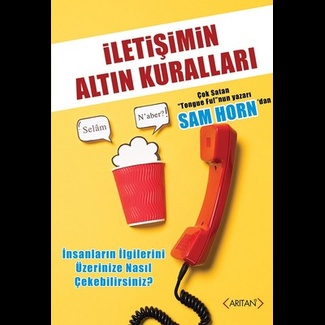 İLETİŞİMİN
ALTIN KURALLARI
Çok Satan
"Tongue Fu!"nun yazarı
SAM HORN'dan
N'aber?!
Selâm
İnsanların İlgilerini
Üzerinize Nasıl
Çekebilirsiniz?
ARITAN